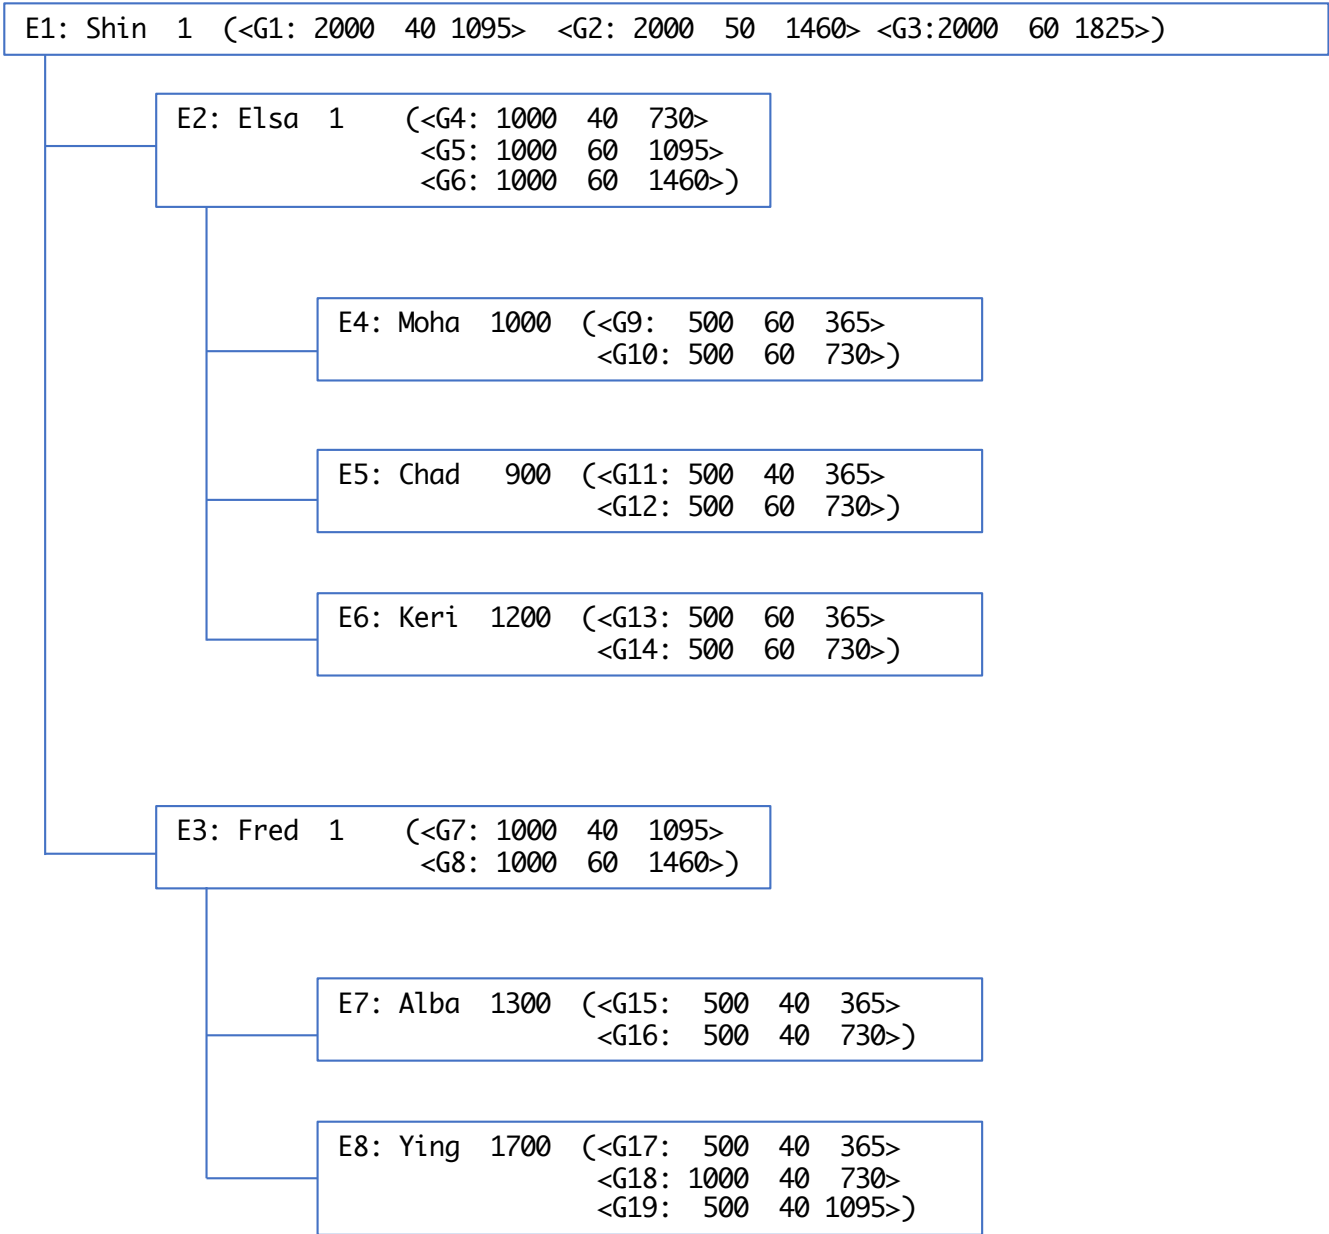 E1: Shin 1 (<G1: 2000 40 1095> <G2: 2000 50 1460> <G3:2000 60 1825>)
E2: Elsa 1 (<G4: 1000 40 730>
<G5: 1000 60 1095>
<G6: 1000 60 1460>)
E4: Moha 1000 (<G9: 500 60 365>
<G10: 500 60 730>)
E5: Chad 900 (<G11: 500 40 365>
<G12: 500 60 730>)
E6: Keri 1200 (<G13: 500 60 365>
<G14: 500 60 730>)
E3: Fred 1 (<G7: 1000 40 1095>
<G8: 1000 60 1460>)
E7: Alba 1300 (<G15: 500 40 365>
<G16: 500 40 730>)
E8: Ying 1700 (<G17: 500 40 365>
<G18: 1000 40 730>
<G19: 500 40 1095>)